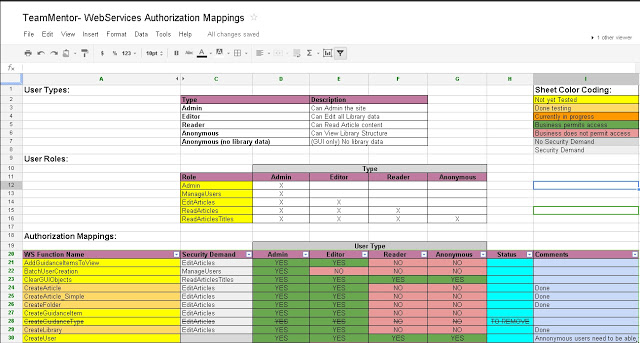 TeamMentor- WebServices Authorization Mappings
File Edit View Insert Format Data Tools Help All changes saved
1 other viewer
$ % 123 10pt B Abc A
fx
A C D E F G H I
1 User Types: Sheet Color Coding:
2 Type Description Not yet Tested
3 Admin Can Admin the site Done testing
4 Editor Can Edit all Library data Currently in progress
5 Reader Can Read Article content Business permits access
6 Anonymous Can View Library Structure Business does not permit access
7 Anonymous (no library data) (GUI only) No library data No Security Demand
8 Security Demand
9 User Roles:
10 Type
11 Role Admin Editor Reader Anonymous
12 Admin X
13 ManageUsers X
14 EditArticles X X
15 ReadArticles X X X
16 ReadArticlesTitles X X X X
17
18 Authorization Mappings:
19 User Type
20 WS Function Name Security Demand Admin Editor Reader Anonymous Status Comments
21 AddGuidanceItemsToView EditArticles YES YES NO NO
22 BatchUserCreation ManageUsers YES NO NO NO
23 ClearGUIObjects ReadArticlesTitles YES YES YES YES
24 CreateArticle EditArticles YES YES NO NO Done
25 CreateArticle_Simple EditArticles YES YES NO NO Done
26 CreateFolder EditArticles YES YES NO NO Done
27 CreateGuidanceItem EditArticles YES YES NO NO
28 CreateGuidanceType EditArticles YES YES NO NO TO REMOVE
29 CreateLibrary EditArticles YES YES NO NO Done
30 CreateUser YES YES YES YES Annonymous users need to be able